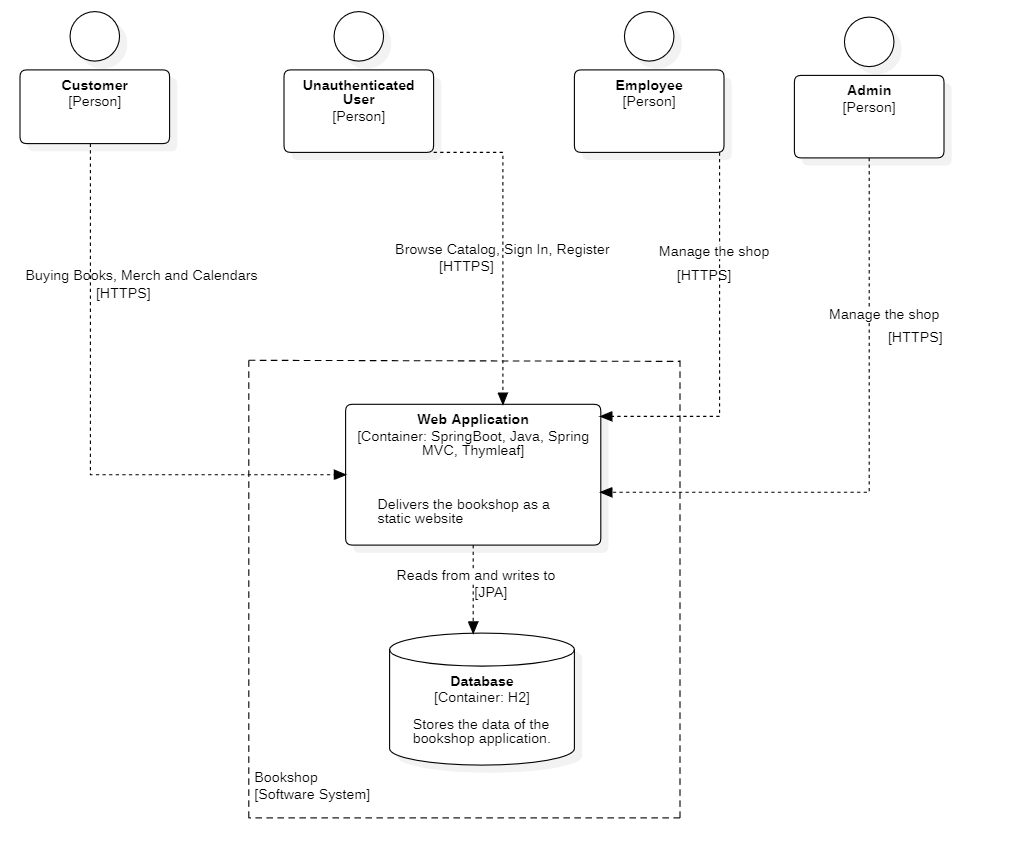 Customer
[Person]
Unauthenticated
User
[Person]
Employee
[Person]
Admin
[Person]
Buying Books, Merch and Calendars
[HTTPS]
Browse Catalog, Sign In, Register
[HTTPS]
Manage the shop
[HTTPS]
Manage the shop
[HTTPS]
Web Application
[Container: SpringBoot, Java, Spring
MVC, Thymleaf]
Delivers the bookshop as a
static website
Reads from and writes to
[JPA]
Database
[Container: H2]
Stores the data of the
bookshop application.
Bookshop
[Software System]